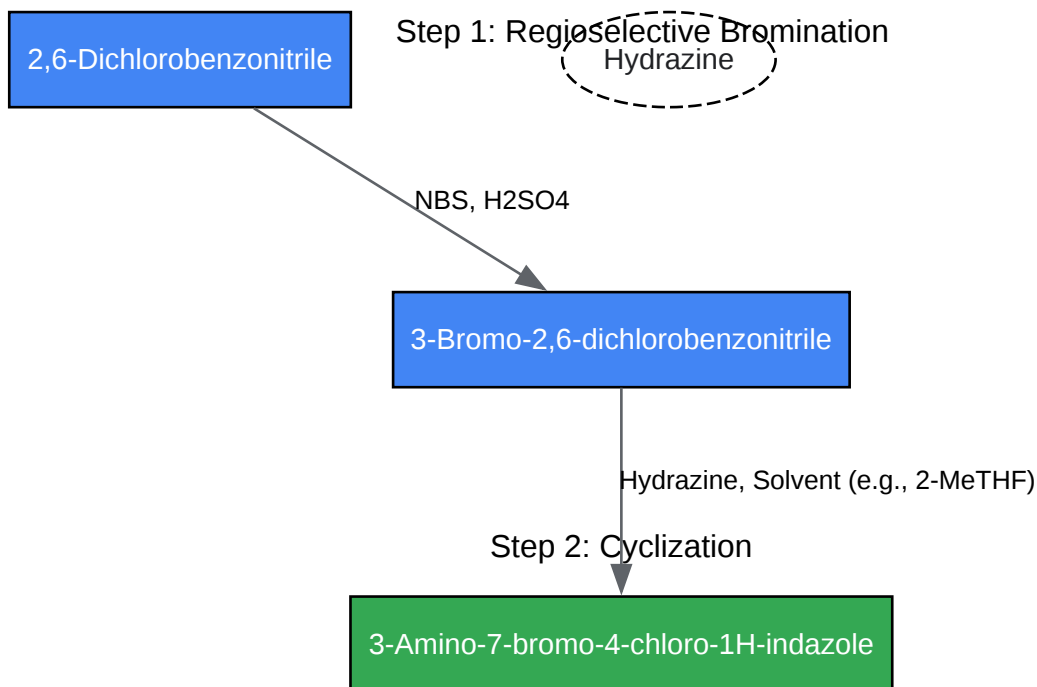 Step 1: Regioselective Bromination
2,6-Dichlorobenzonitrile
Hydrazine
NBS, H2SO4
3-Bromo-2,6-dichlorobenzonitrile
Hydrazine, Solvent (e.g., 2-MeTHF)
Step 2: Cyclization
3-Amino-7-bromo-4-chloro-1H-indazole